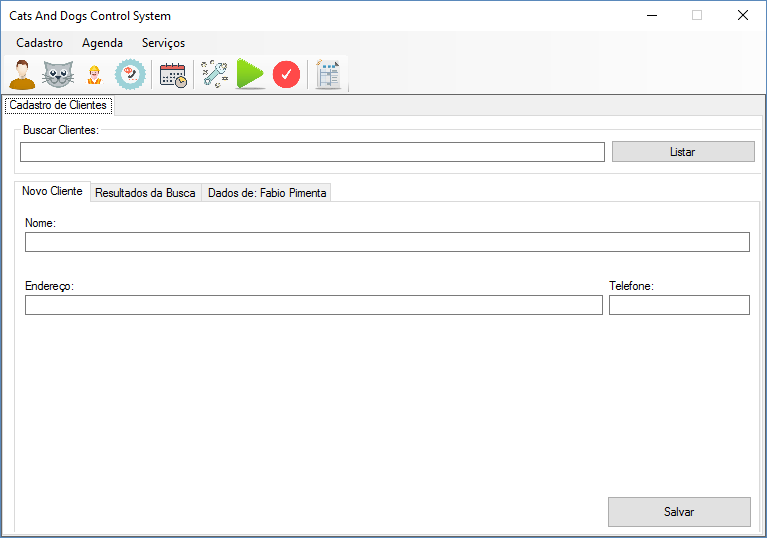 Cats And Dogs Control System
Cadastro Agenda Serviços
Cadastro de Clientes
Buscar Clientes:
Listar
Novo Cliente Resultados da Busca Dados de: Fabio Pimenta
Nome:
Endereço: Telefone:
Salvar